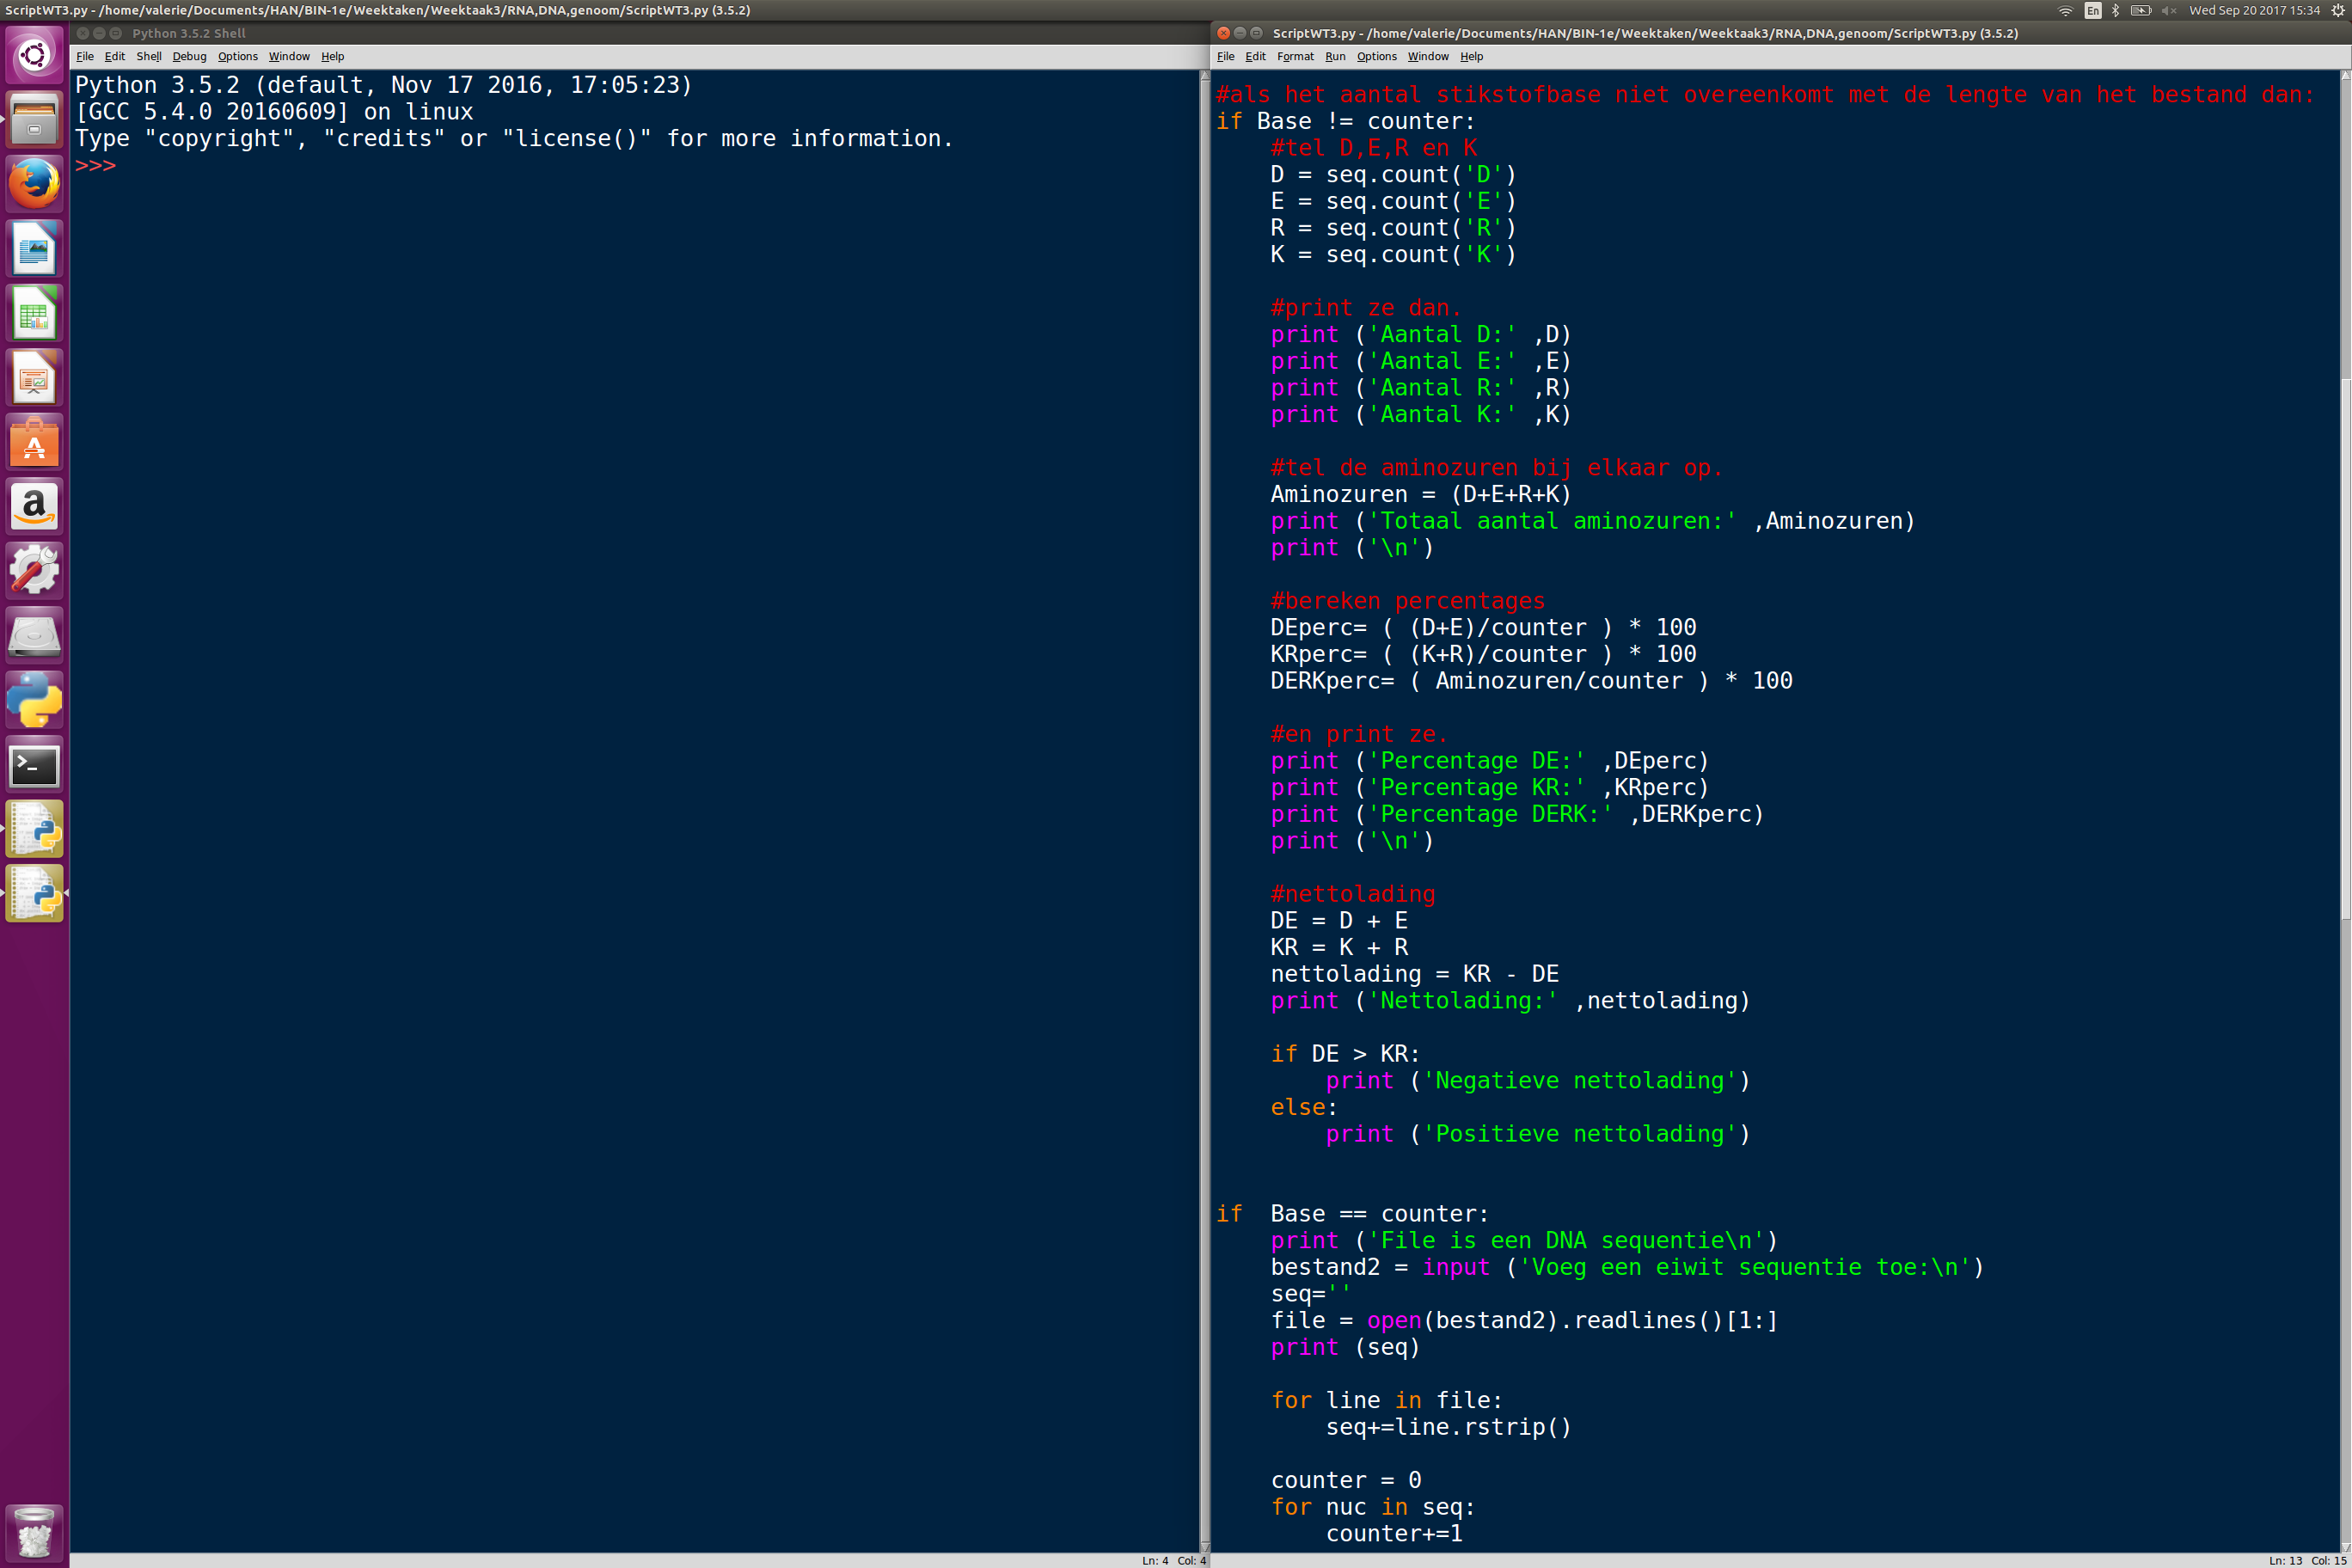 ScriptWT3.py - /home/valerie/Documents/HAN/BIN-1e/Weektaken/Weektaak3/RNA,DNA,genoom/ScriptWT3.py (3.5.2)
En
Wed Sep 20 2017 15:34
Python 3.5.2 Shell
File Edit Shell Debug Options Window Help
Python 3.5.2 (default, Nov 17 2016, 17:05:23)
[GCC 5.4.0 20160609] on linux
Type "copyright", "credits" or "license()" for more information.
>>>
Ln: 4 Col: 4
ScriptWT3.py - /home/valerie/Documents/HAN/BIN-1e/Weektaken/Weektaak3/RNA,DNA,genoom/ScriptWT3.py (3.5.2)
File Edit Format Run Options Window Help
#als het aantal stikstofbase niet overeenkomt met de lengte van het bestand dan:
if Base != counter:
    #tel D,E,R en K
    D = seq.count('D')
    E = seq.count('E')
    R = seq.count('R')
    K = seq.count('K')

    #print ze dan.
    print ('Aantal D:' ,D)
    print ('Aantal E:' ,E)
    print ('Aantal R:' ,R)
    print ('Aantal K:' ,K)

    #tel de aminozuren bij elkaar op.
    Aminozuren = (D+E+R+K)
    print ('Totaal aantal aminozuren:' ,Aminozuren)
    print ('\n')

    #bereken percentages
    DEperc= ( (D+E)/counter ) * 100
    KRperc= ( (K+R)/counter ) * 100
    DERKperc= ( Aminozuren/counter ) * 100

    #en print ze.
    print ('Percentage DE:' ,DEperc)
    print ('Percentage KR:' ,KRperc)
    print ('Percentage DERK:' ,DERKperc)
    print ('\n')

    #nettolading
    DE = D + E
    KR = K + R
    nettolading = KR - DE
    print ('Nettolading:' ,nettolading)

    if DE > KR:
        print ('Negatieve nettolading')
    else:
        print ('Positieve nettolading')


if  Base == counter:
    print ('File is een DNA sequentie\n')
    bestand2 = input ('Voeg een eiwit sequentie toe:\n')
    seq=''
    file = open(bestand2).readlines()[1:]
    print (seq)

    for line in file:
        seq+=line.rstrip()

    counter = 0
    for nuc in seq:
        counter+=1
Ln: 13 Col: 15